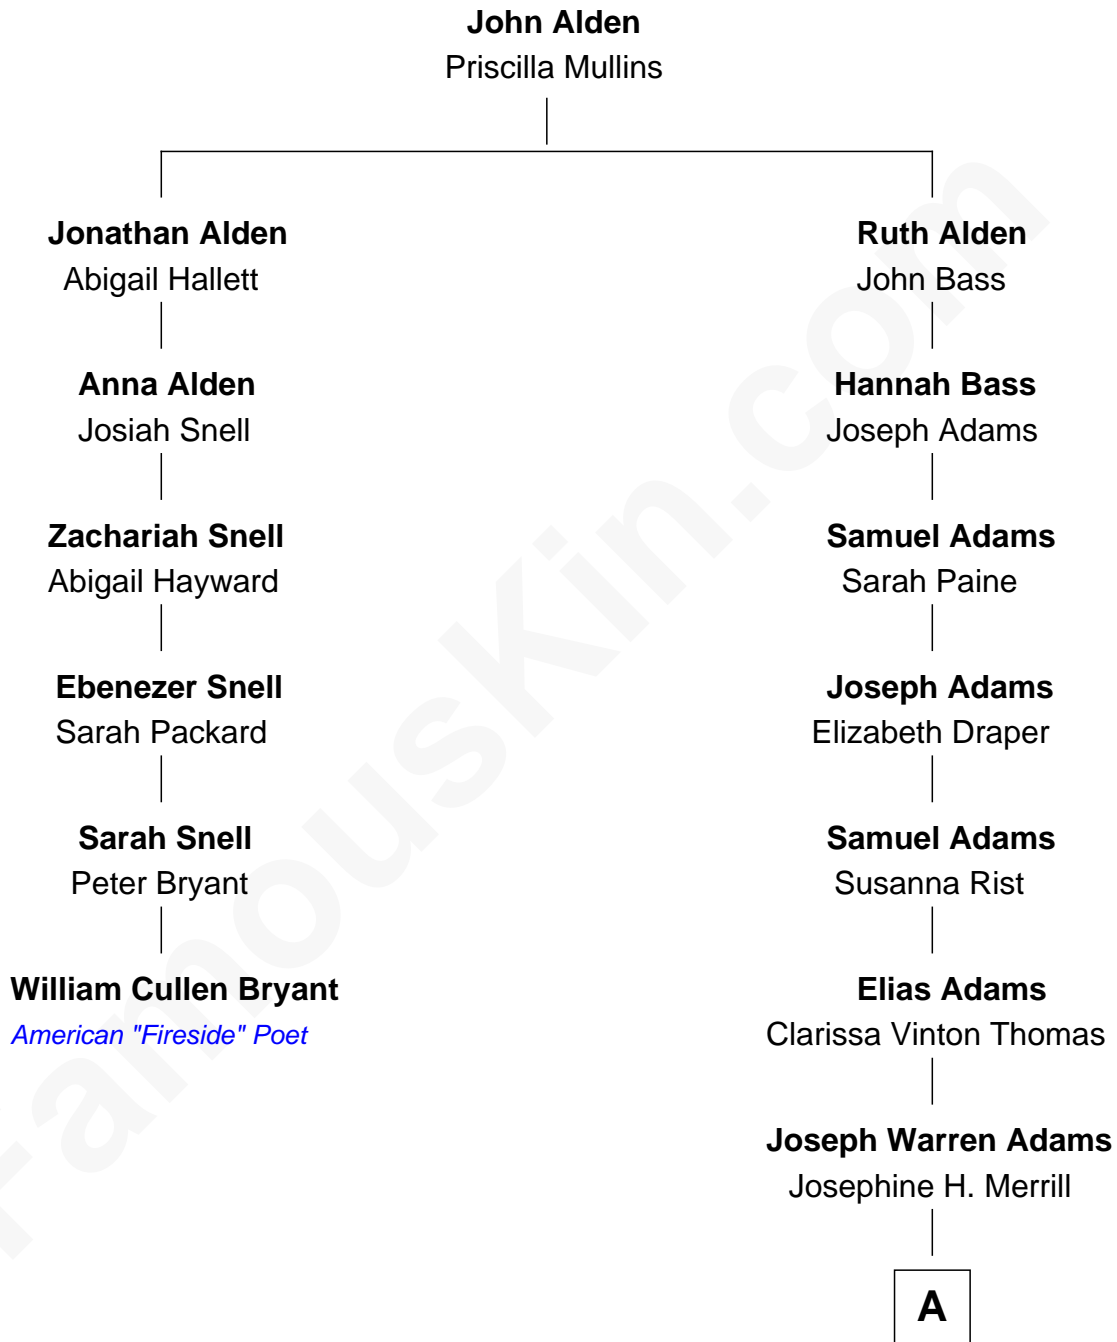 John Alden
Priscilla Mullins
Jonathan Alden
Abigail Hallett
Ruth Alden
John Bass
Anna Alden
Josiah Snell
Hannah Bass
Joseph Adams
Zachariah Snell
Abigail Hayward
Samuel Adams
Sarah Paine
Ebenezer Snell
Sarah Packard
Joseph Adams
Elizabeth Draper
Sarah Snell
Peter Bryant
Samuel Adams
Susanna Rist
William Cullen Bryant
American "Fireside" Poet
Elias Adams
Clarissa Vinton Thomas
Joseph Warren Adams
Josephine H. Merrill
A
FamousKin.com